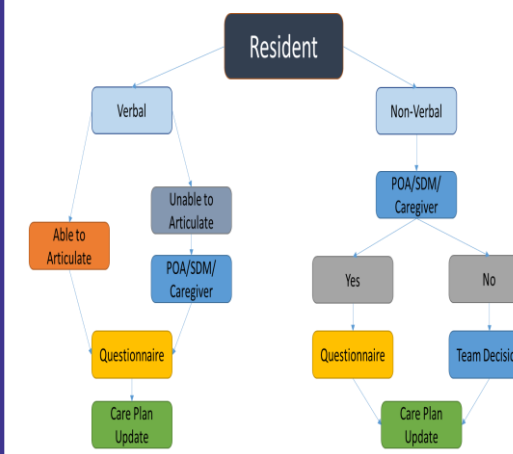 Resident
Verbal
Non-Verbal
Unable to
Articulate
POA/SDM/
Caregiver
Able to
Articulate
POA/SDM/
Caregiver
Yes
No
Questionnaire
Questionnaire
Team
Care Plan
Update
Care Plan
Update